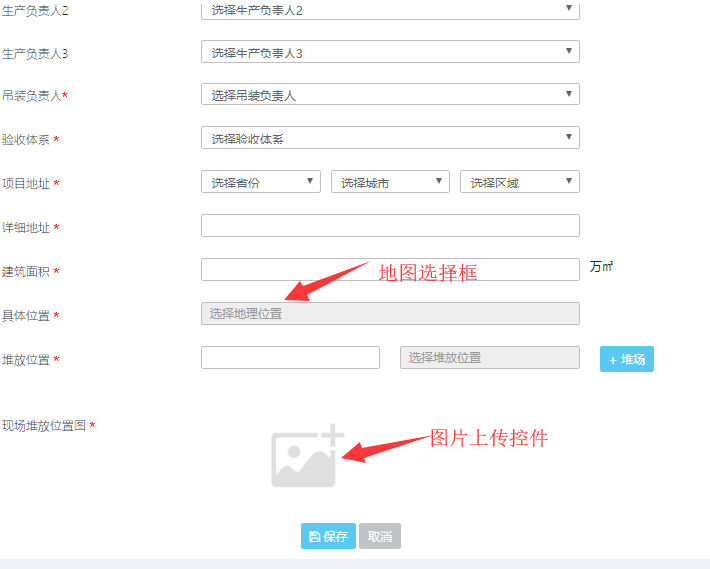 生产负责人2 选择生产负责人2
生产负责人3 选择生产负责人3
吊装负责人* 选择吊装负责人
验收体系 * 选择验收体系
项目地址 * 选择省份 选择城市 选择区域
详细地址 *
建筑面积 * 万㎡
地图选择框
具体位置 * 选择地理位置
堆放位置 * 选择堆放位置 + 堆场
现场堆放位置图 *
图片上传控件
保存 取消